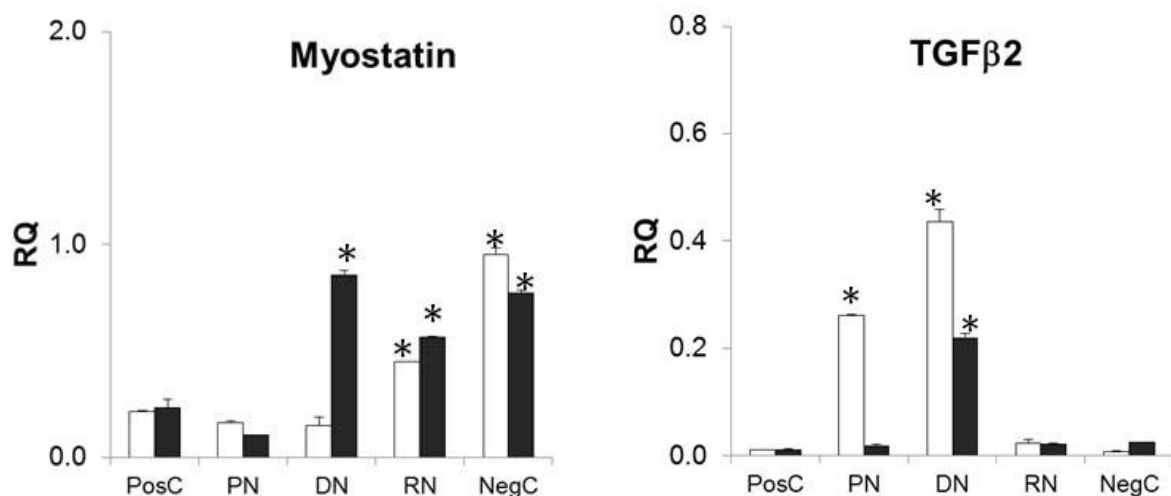 Myostatin
2.0
1.0
0.0
RQ
* * * * *
PosC PN DN RN NegC
TGFβ2
0.8
0.6
0.4
0.2
0.0
RQ
* * *
PosC PN DN RN NegC